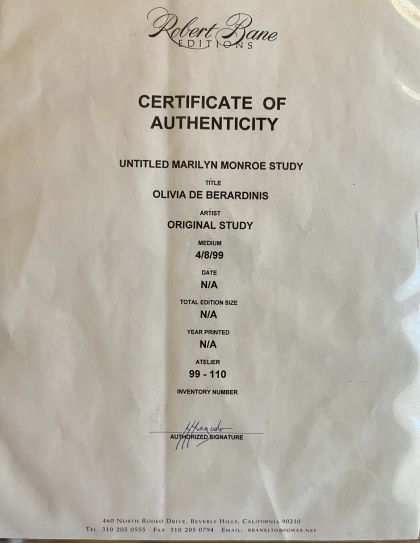 Robert Bane
EDITIONS
CERTIFICATE OF
AUTHENTICITY
UNTITLED MARILYN MONROE STUDY
TITLE
OLIVIA DE BERARDINIS
ARTIST
ORIGINAL STUDY
MEDIUM
4/8/99
DATE
N/A
TOTAL EDITION SIZE
N/A
YEAR PRINTED
N/A
ATELIER
99 - 110
INVENTORY NUMBER
AUTHORIZED SIGNATURE
460 NORTH RODEO DRIVE, BEVERLY HILLS, CALIFORNIA 90210
TEL 310 205 0555 FAX 310 205 0794 EMAIL: RBANELTD@POWER.NET